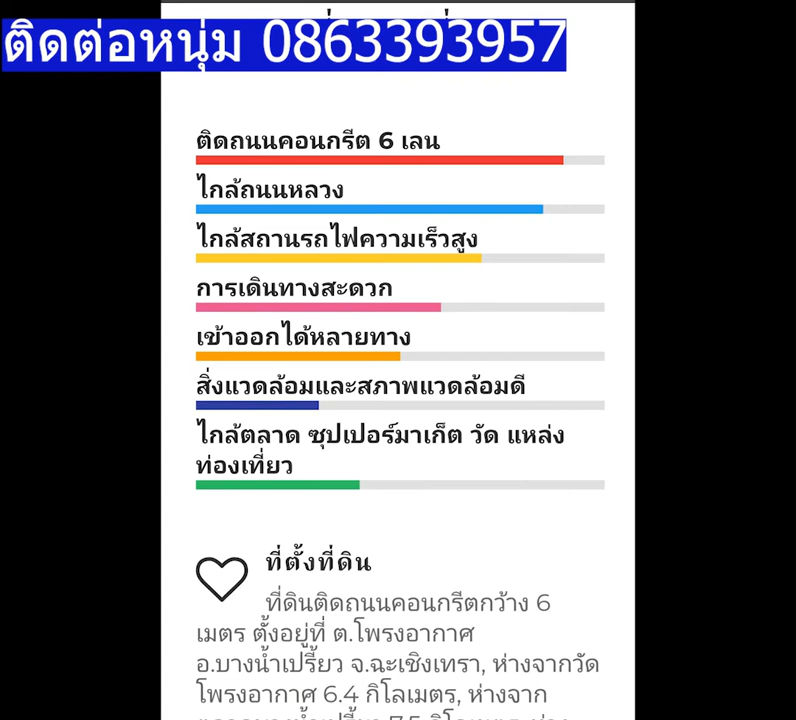 ติดต่อหนุ่ม 0863393957
ติดถนนคอนกรีต 6 เลน
ไกล้ถนนหลวง
ไกล้สถานรถไฟความเร็วสูง
การเดินทางสะดวก
เข้าออกได้หลายทาง
สิ่งแวดล้อมและสภาพแวดล้อมดี
ไกล้ตลาด ซุปเปอร์มาเก็ต วัด แหล่ง
ท่องเที่ยว
ที่ตั้งที่ดิน
ที่ดินติดถนนคอนกรีตกว้าง 6
เมตร ตั้งอยู่ที่ ต.โพรงอากาศ
อ.บางน้ำเปรี้ยว จ.ฉะเชิงเทรา, ห่างจากวัด
โพรงอากาศ 6.4 กิโลเมตร, ห่างจาก